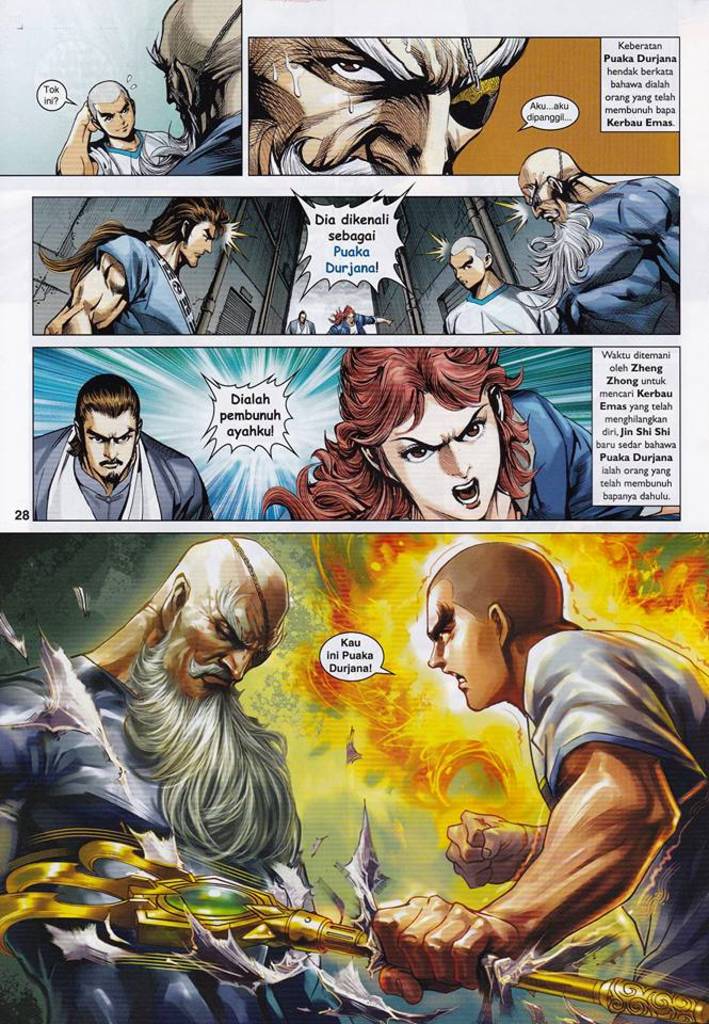 Tok
ini?
Keberatan
Puaka Durjana
hendak berkata
bahawa dialah
orang yang telah
membunuh bapa
Kerbau Emas.
Aku...aku
dipanggil...
Dia dikenali
sebagai
Puaka
Durjana!
Dialah
pembunuh
ayahku!
Waktu ditemani
oleh Zheng
Zhong untuk
mencari Kerbau
Emas yang telah
menghilangkan
diri, Jin Shi Shi
baru sedar bahawa
Puaka Durjana
ialah orang yang
telah membunuh
bapanya dahulu.
28
Kau
ini Puaka
Durjana!